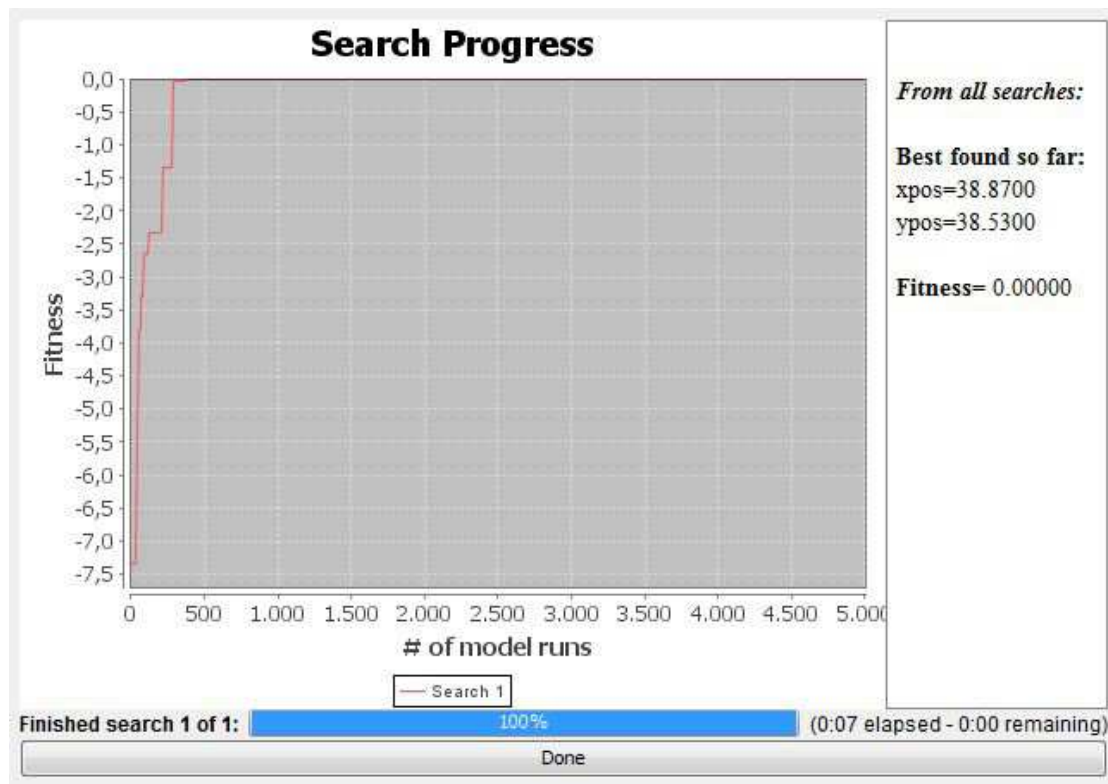 Search Progress
0,0
-0,5
-1,0
-1,5
-2,0
-2,5
-3,0
-3,5
-4,0
-4,5
-5,0
-5,5
-6,0
-6,5
-7,0
-7,5
Fitness
0 500 1.000 1.500 2.000 2.500 3.000 3.500 4.000 4.500 5.000
# of model runs
Search 1
From all searches:
Best found so far:
xpos=38.8700
ypos=38.5300
Fitness= 0.00000
Finished search 1 of 1: 100% (0:07 elapsed - 0:00 remaining)
Done